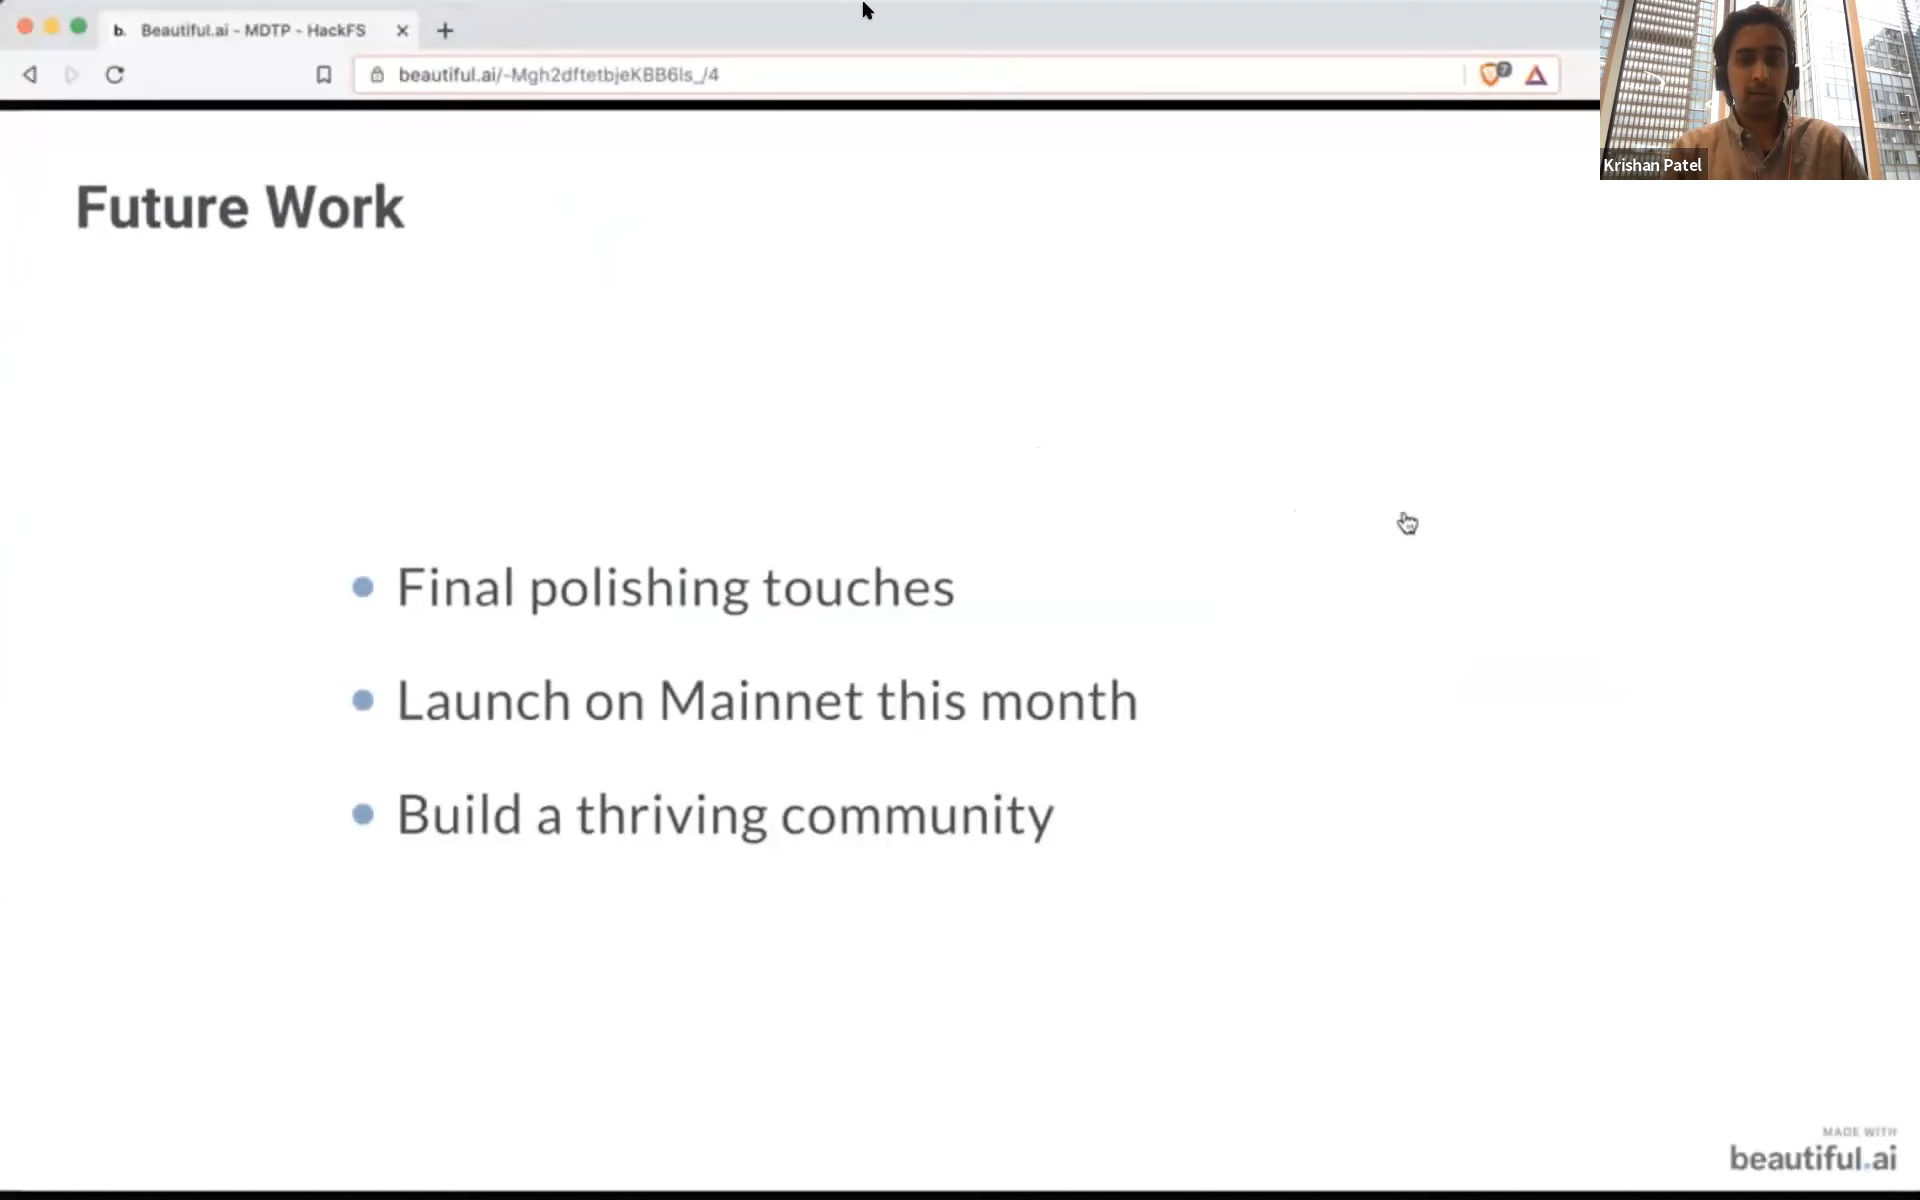 b. Beautiful.ai - MDTP - HackFS
beautiful.ai/-Mgh2dftetbjeKBB6ls_/4
7
Krishan Patel
Future Work
Final polishing touches
Launch on Mainnet this month
Build a thriving community
MADE WITH
beautiful.ai